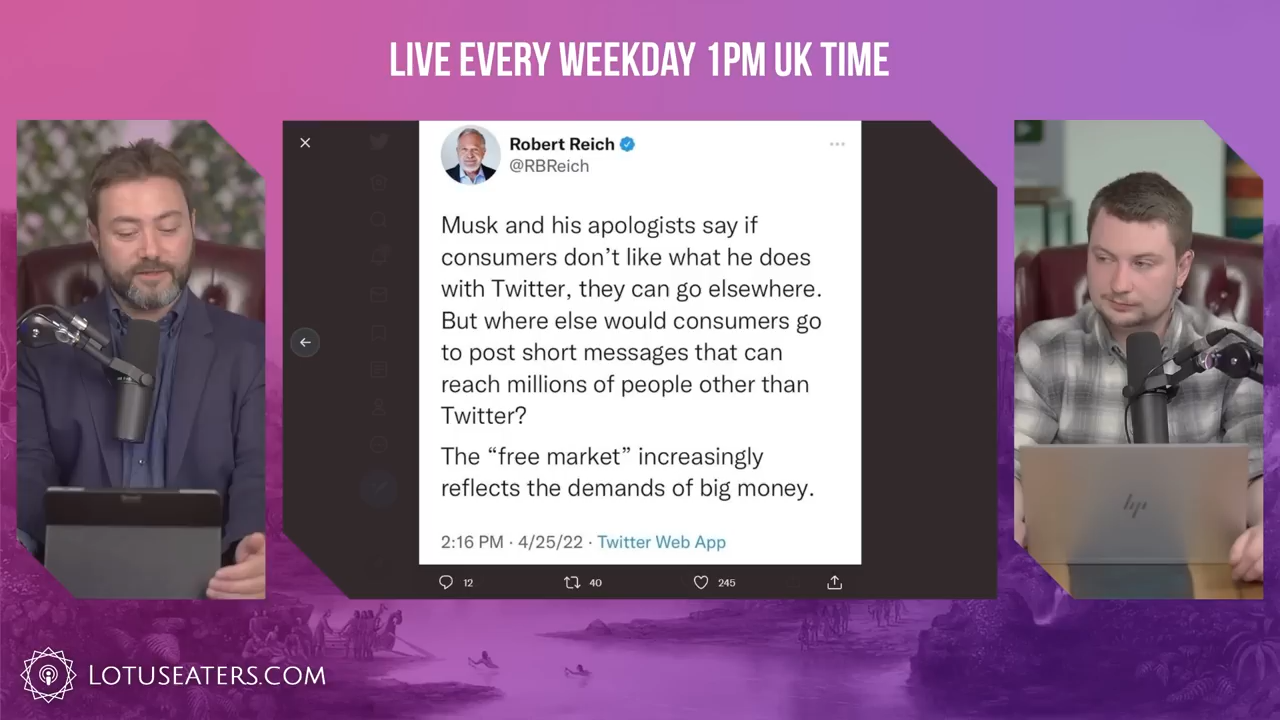 LIVE EVERY WEEKDAY 1PM UK TIME
Robert Reich
@RBReich
Musk and his apologists say if
consumers don’t like what he does
with Twitter, they can go elsewhere.
But where else would consumers go
to post short messages that can
reach millions of people other than
Twitter?
The “free market” increasingly
reflects the demands of big money.
2:16 PM · 4/25/22 · Twitter Web App
12 40 245
hp
LOTUSEATERS.COM